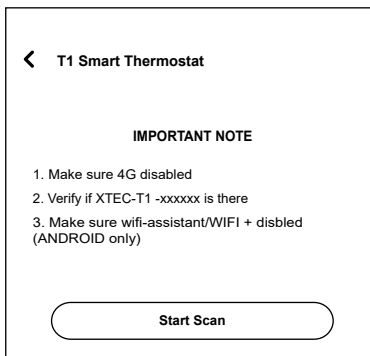 T1 Smart Thermostat
IMPORTANT NOTE
1. Make sure 4G disabled
2. Verify if XTEC-T1 -xxxxxx is there
3. Make sure wifi-assistant/WIFI + disbled
(ANDROID only)
Start Scan